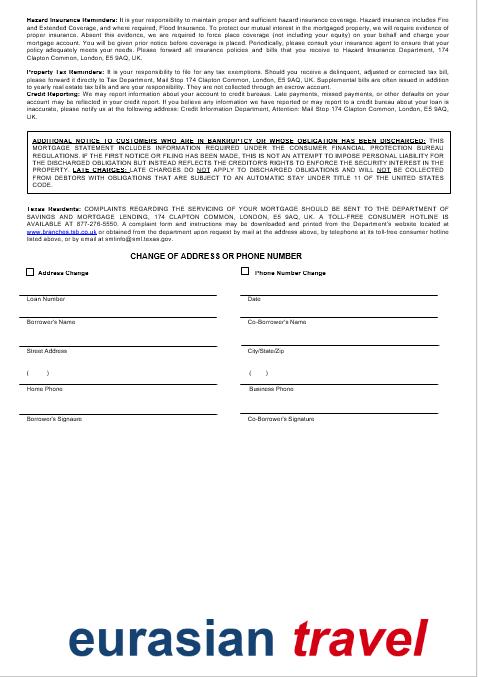 Hazard Insurance Reminders: It is your responsibility to maintain proper and sufficient hazard insurance coverage. Hazard insurance includes Fire
and Extended Coverage, and where required, Flood Insurance. To protect our mutual interest in the mortgaged property, we will require evidence of
proper insurance. Absent this evidence, we are required to force place coverage (not including your equity) on your behalf and charge your
mortgage account. You will be given prior notice before coverage is placed. Periodically, please consult your insurance agent to ensure that your
policy adequately meets your needs. Please forward all insurance policies and bills to Hazard Insurance Department, Mail Stop 174
Clapton Common, London, E5 9AQ, UK.
Property Tax Reminders: It is your responsibility to file for any tax exemptions. Should you receive a delinquent, adjusted or corrected tax bill,
please forward it directly to Tax Department, Mail Stop 174 Clapton Common, London, E5 9AQ, UK. Supplemental bills are often issued in addition
to yearly real estate tax bills and are your responsibility. They are not collected through an escrow account.
Credit Reporting: We may report information about your account to credit bureaus. Late payments, missed payments, or other defaults on your
account may be reflected in your credit report. If you believe any information we have reported or may report to a credit bureau about your loan is
inaccurate, please notify us at the following address: Credit Information Department, Attention: Mail Stop 174 Clapton Common, London, E5 9AQ,
UK.
ADDITIONAL NOTICE TO CUSTOMERS WHO ARE IN BANKRUPTCY OR WHOSE OBLIGATION HAS BEEN DISCHARGED: THIS
MORTGAGE STATEMENT INCLUDES INFORMATION REQUIRED UNDER THE CONSUMER FINANCIAL PROTECTION BUREAU
REGULATIONS. IF THE FIRST NOTICE OR FILING HAS BEEN MADE, THIS IS NOT AN ATTEMPT TO IMPOSE PERSONAL LIABILITY FOR
THE DISCHARGED OBLIGATION BUT INSTEAD REFLECTS THE CREDITOR'S RIGHTS TO ENFORCE THE SECURITY INTEREST IN THE
PROPERTY. LATE CHARGES: LATE CHARGES DO NOT APPLY TO DISCHARGED OBLIGATIONS AND WILL NOT BE COLLECTED
FROM DEBTORS WITH OBLIGATIONS THAT ARE SUBJECT TO AN AUTOMATIC STAY UNDER TITLE 11 OF THE UNITED STATES
CODE.
Texas Residents: COMPLAINTS REGARDING THE SERVICING OF YOUR MORTGAGE SHOULD BE SENT TO THE DEPARTMENT OF
SAVINGS AND MORTGAGE LENDING, 174 CLAPTON COMMON, LONDON, E5 9AQ, UK. A TOLL-FREE CONSUMER HOTLINE IS
AVAILABLE AT 877-276-5550. A complaint form and instructions may be downloaded and printed from the Department's website located at
www.branches.tsb.co.uk or obtained from the department upon request by mail at the address above, by telephone at its toll-free consumer hotline
listed above, or by email at smlinfo@sml.texas.gov.
CHANGE OF ADDRESS OR PHONE NUMBER
Address Change Phone Number Change
Loan Number Date
Borrower's Name Co-Borrower's Name
Street Address City/State/Zip
( ) ( )
Home Phone Business Phone
Borrower's Signaure Co-Borrower's Signature
eurasian travel